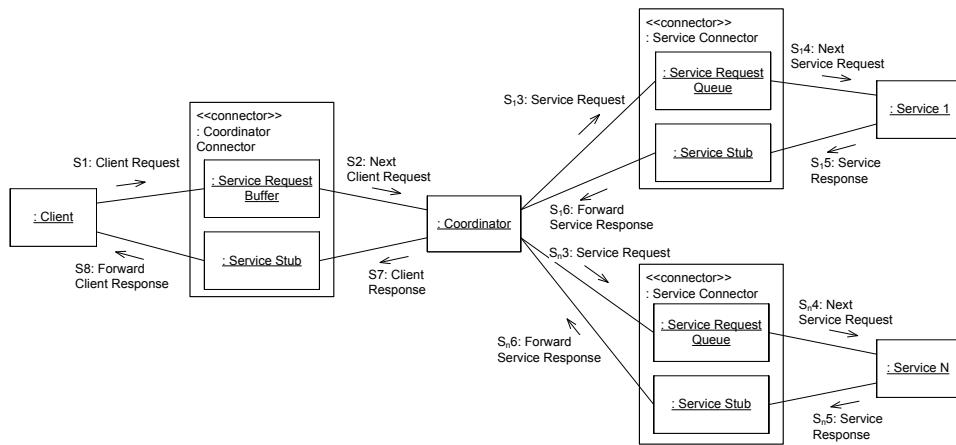 <<connector>>
: Service Connector
: Service Request
Queue
: Service Stub
S14: Next
Service Request
: Service 1
S15: Service
Response
S13: Service Request
S16: Forward
Service Response
<<connector>>
: Coordinator
Connector
: Service Request
Buffer
: Service Stub
S1: Client Request
S2: Next
Client Request
: Client
: Coordinator
S8: Forward
Client Response
S7: Client
Response
Sn3: Service Request
<<connector>>
: Service Connector
: Service Request
Queue
: Service Stub
Sn4: Next
Service Request
Sn6: Forward
Service Response
: Service N
Sn5: Service
Response